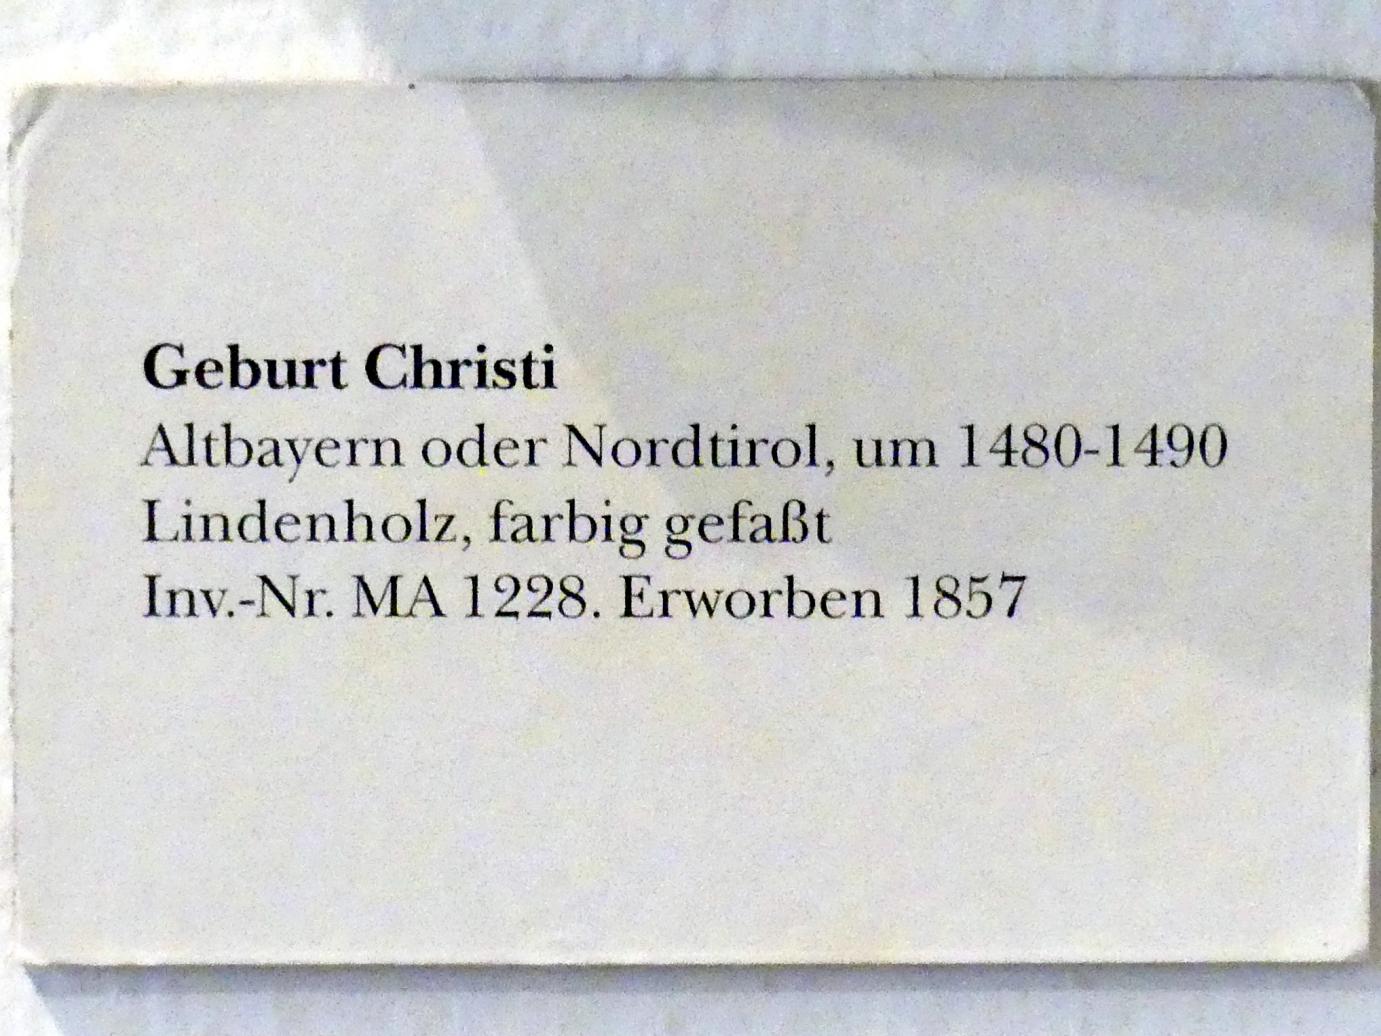 Geburt Christi
Altbayern oder Nordtirol, um 1480-1490
Lindenholz, farbig gefaßt
Inv.-Nr. MA 1228. Erworben 1857